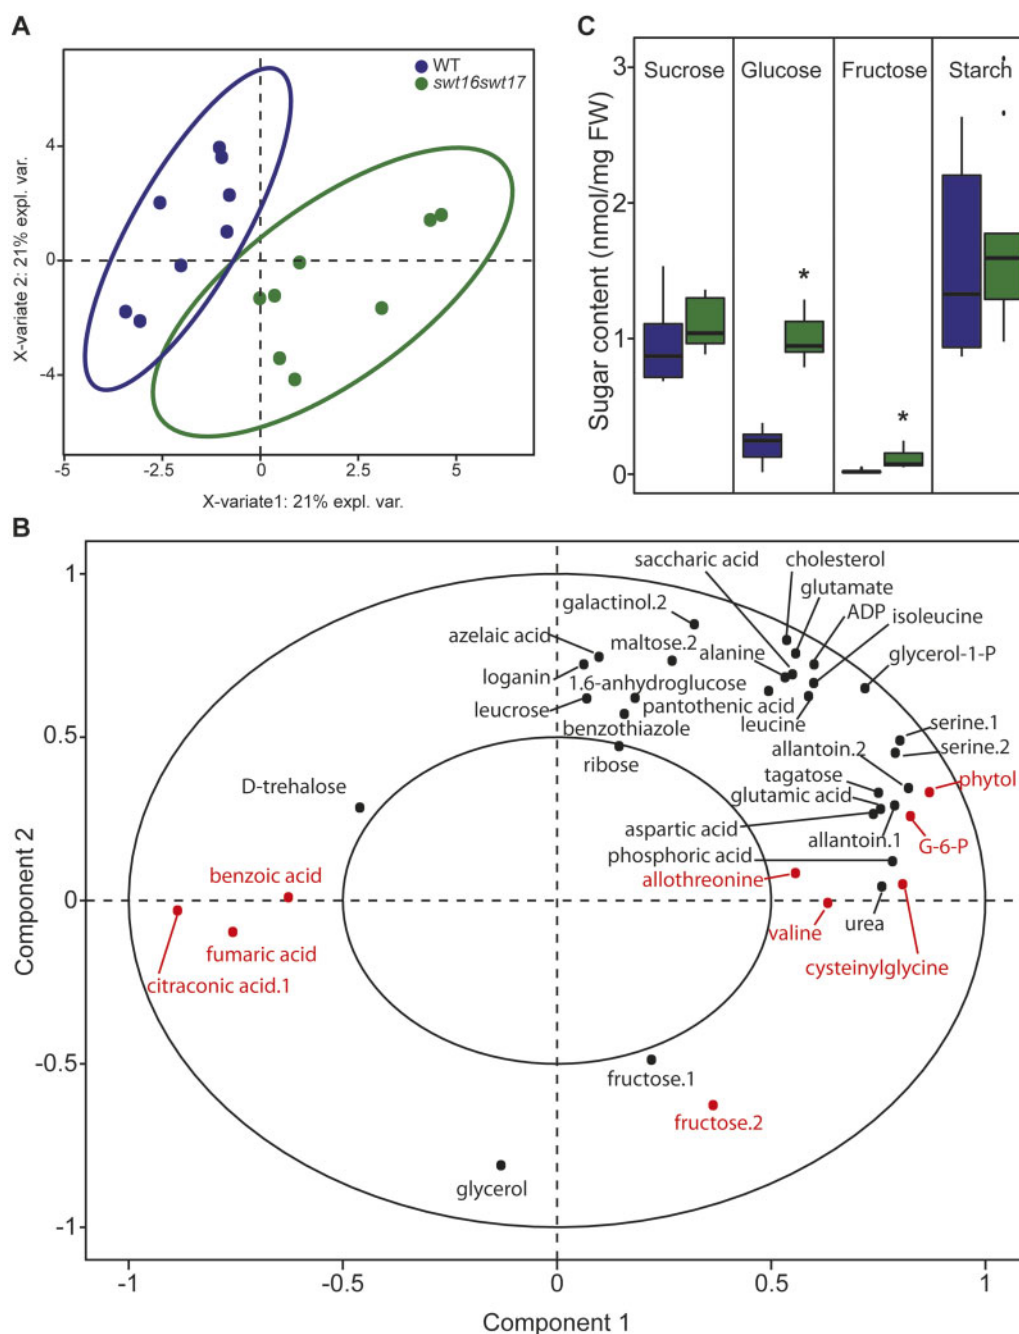 A
WT
swt16swt17
X-variate 2: 21% expl. var.
4
0
-4
-5
-2.5
0
2.5
5
X-variate1: 21% expl. var.
C
Sugar content (nmol/mg FW)
3
2
1
0
Sucrose
Glucose
Fructose
Starch
*
*
B
Component 2
1
0.5
0
-0.5
-1
saccharic acid
cholesterol
glutamate
galactinol.2
ADP
isoleucine
azelaic acid
maltose.2
alanine
glycerol-1-P
loganin
1.6-anhydroglucose
leucrose
pantothenic acid
leucine
benzothiazole
serine.1
allantoin.2
serine.2
ribose
tagatose
phytol
D-trehalose
glutamic acid
aspartic acid
allantoin.1
G-6-P
phosphoric acid
benzoic acid
allothreonine
urea
valine
fumaric acid
cysteinylglycine
citraconic acid.1
fructose.1
fructose.2
glycerol
-1
-0.5
0
0.5
1
Component 1